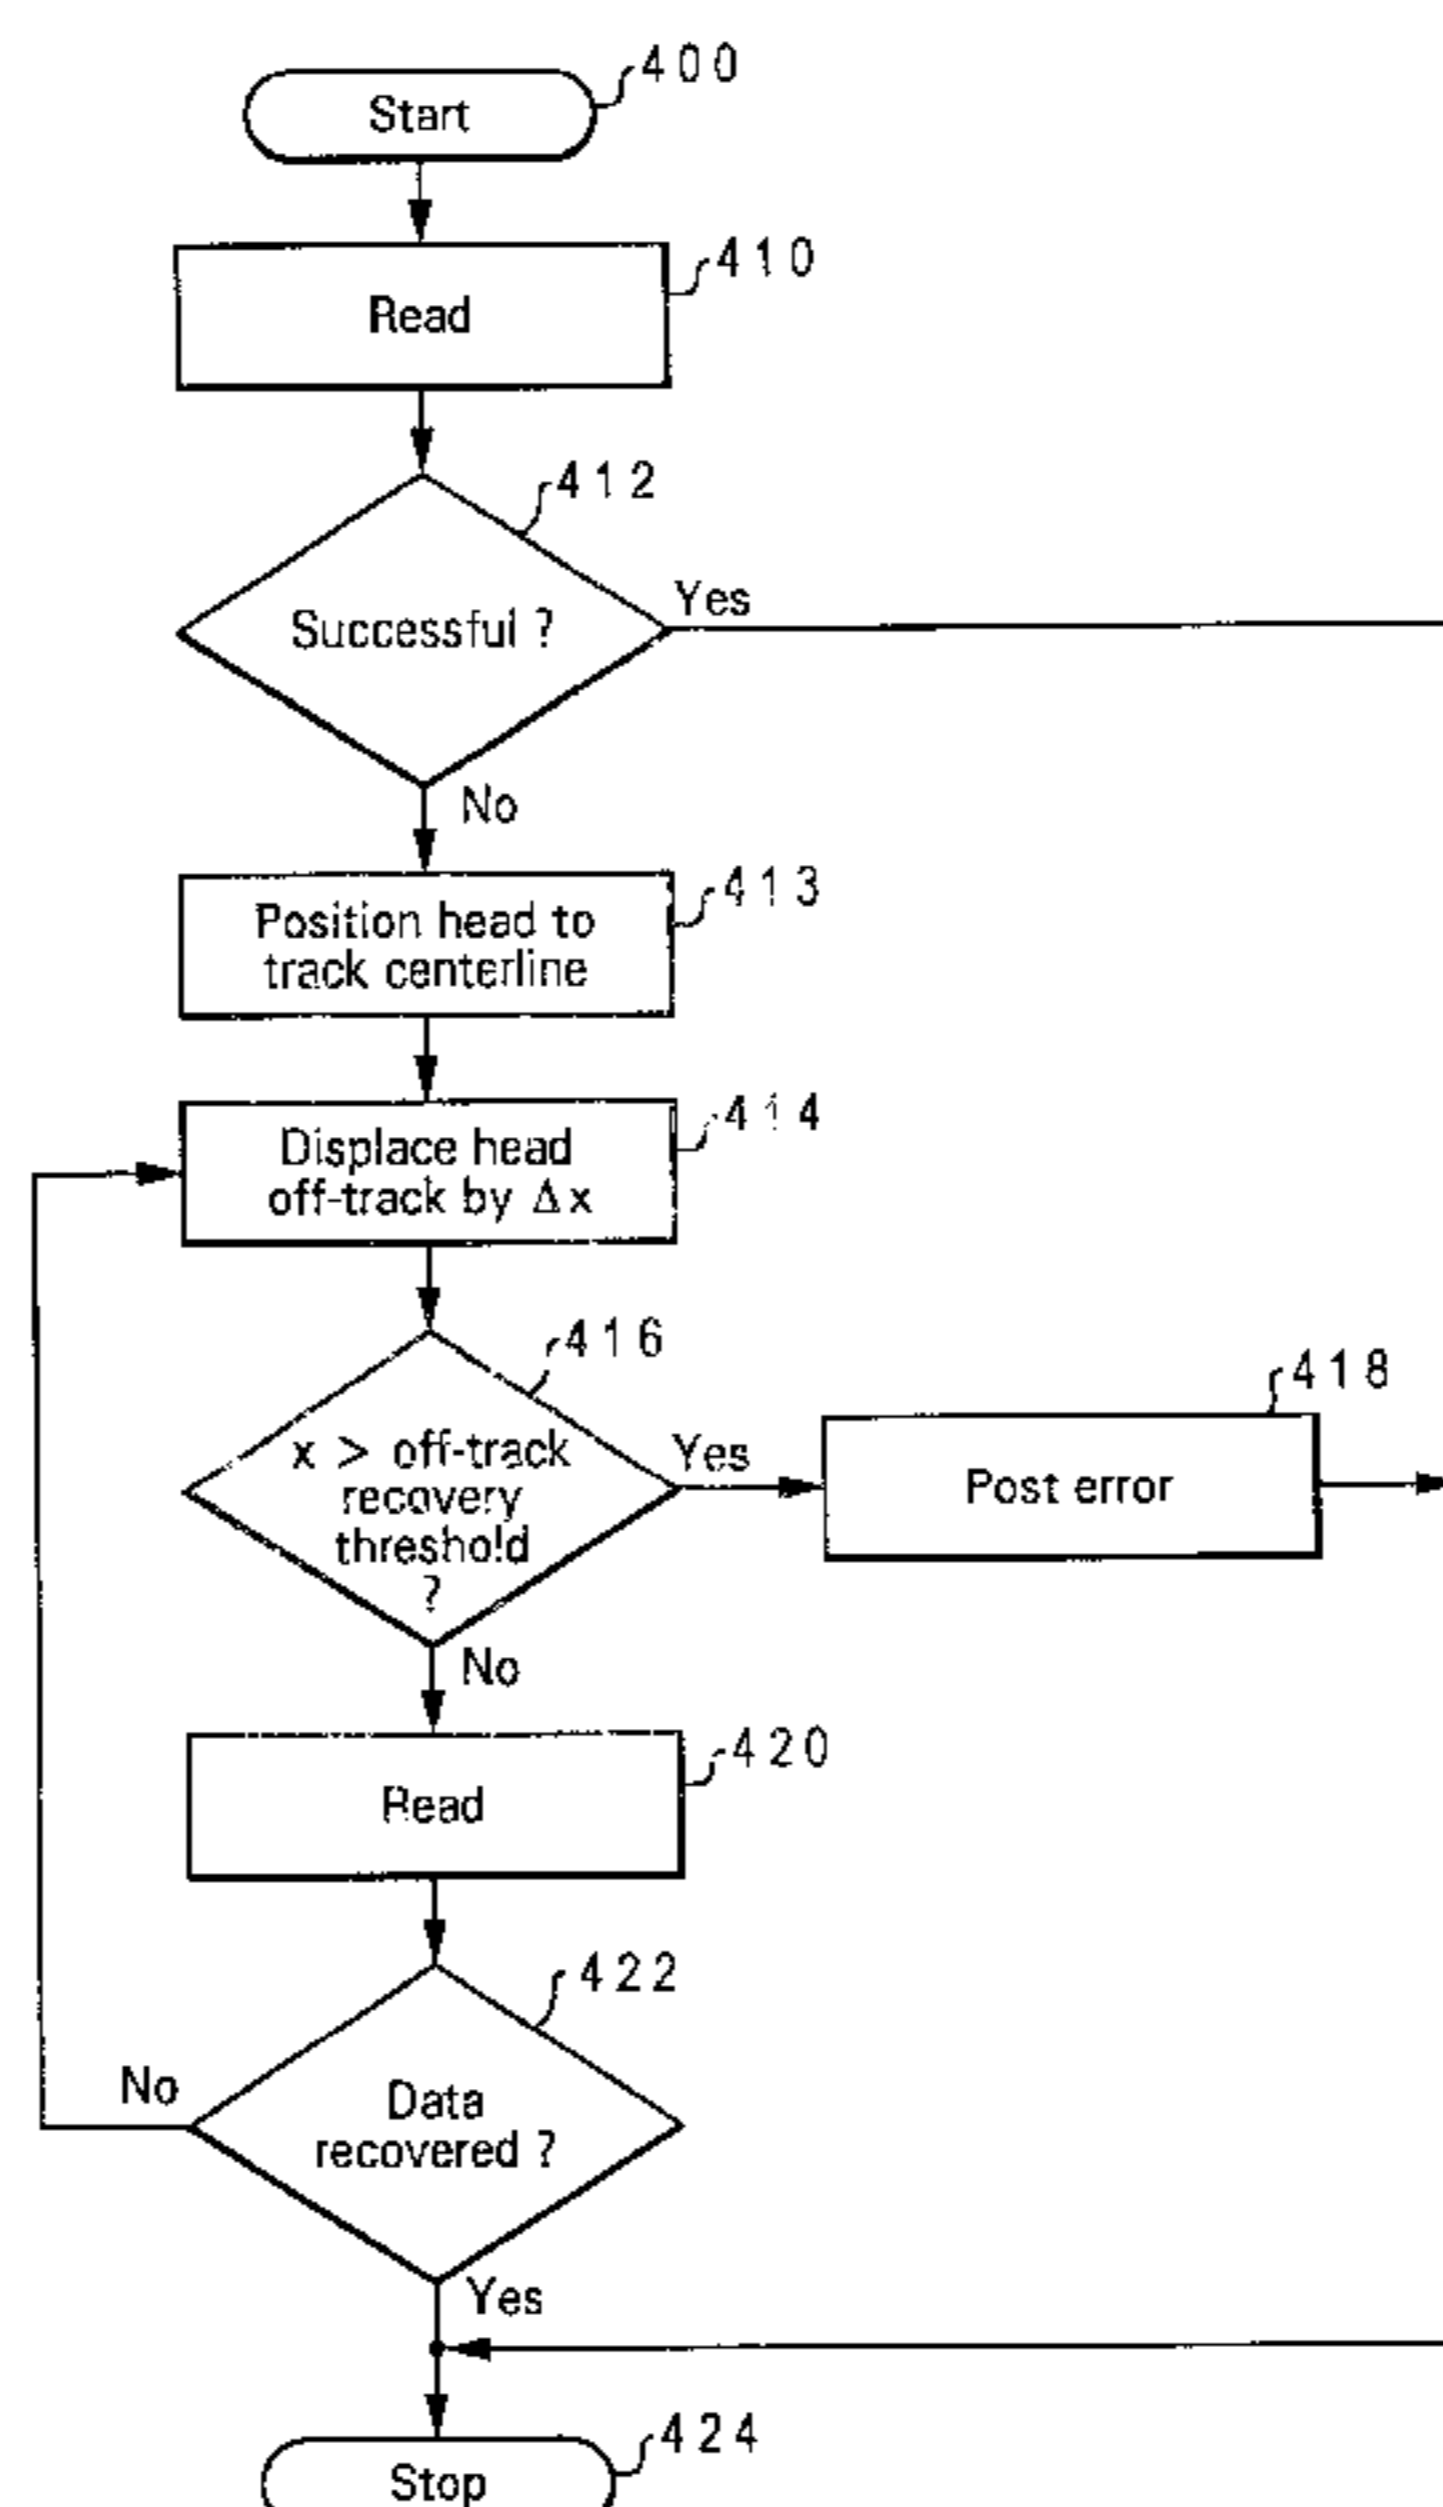 400
Start
410
Read
412
Successful ?
Yes
No
413
Position head to
track centerline
414
Displace head
off-track by Δx
416
x > off-track
recovery
threshold
?
Yes
418
Post error
No
420
Read
422
Data
recovered ?
No
Yes
424
Stop